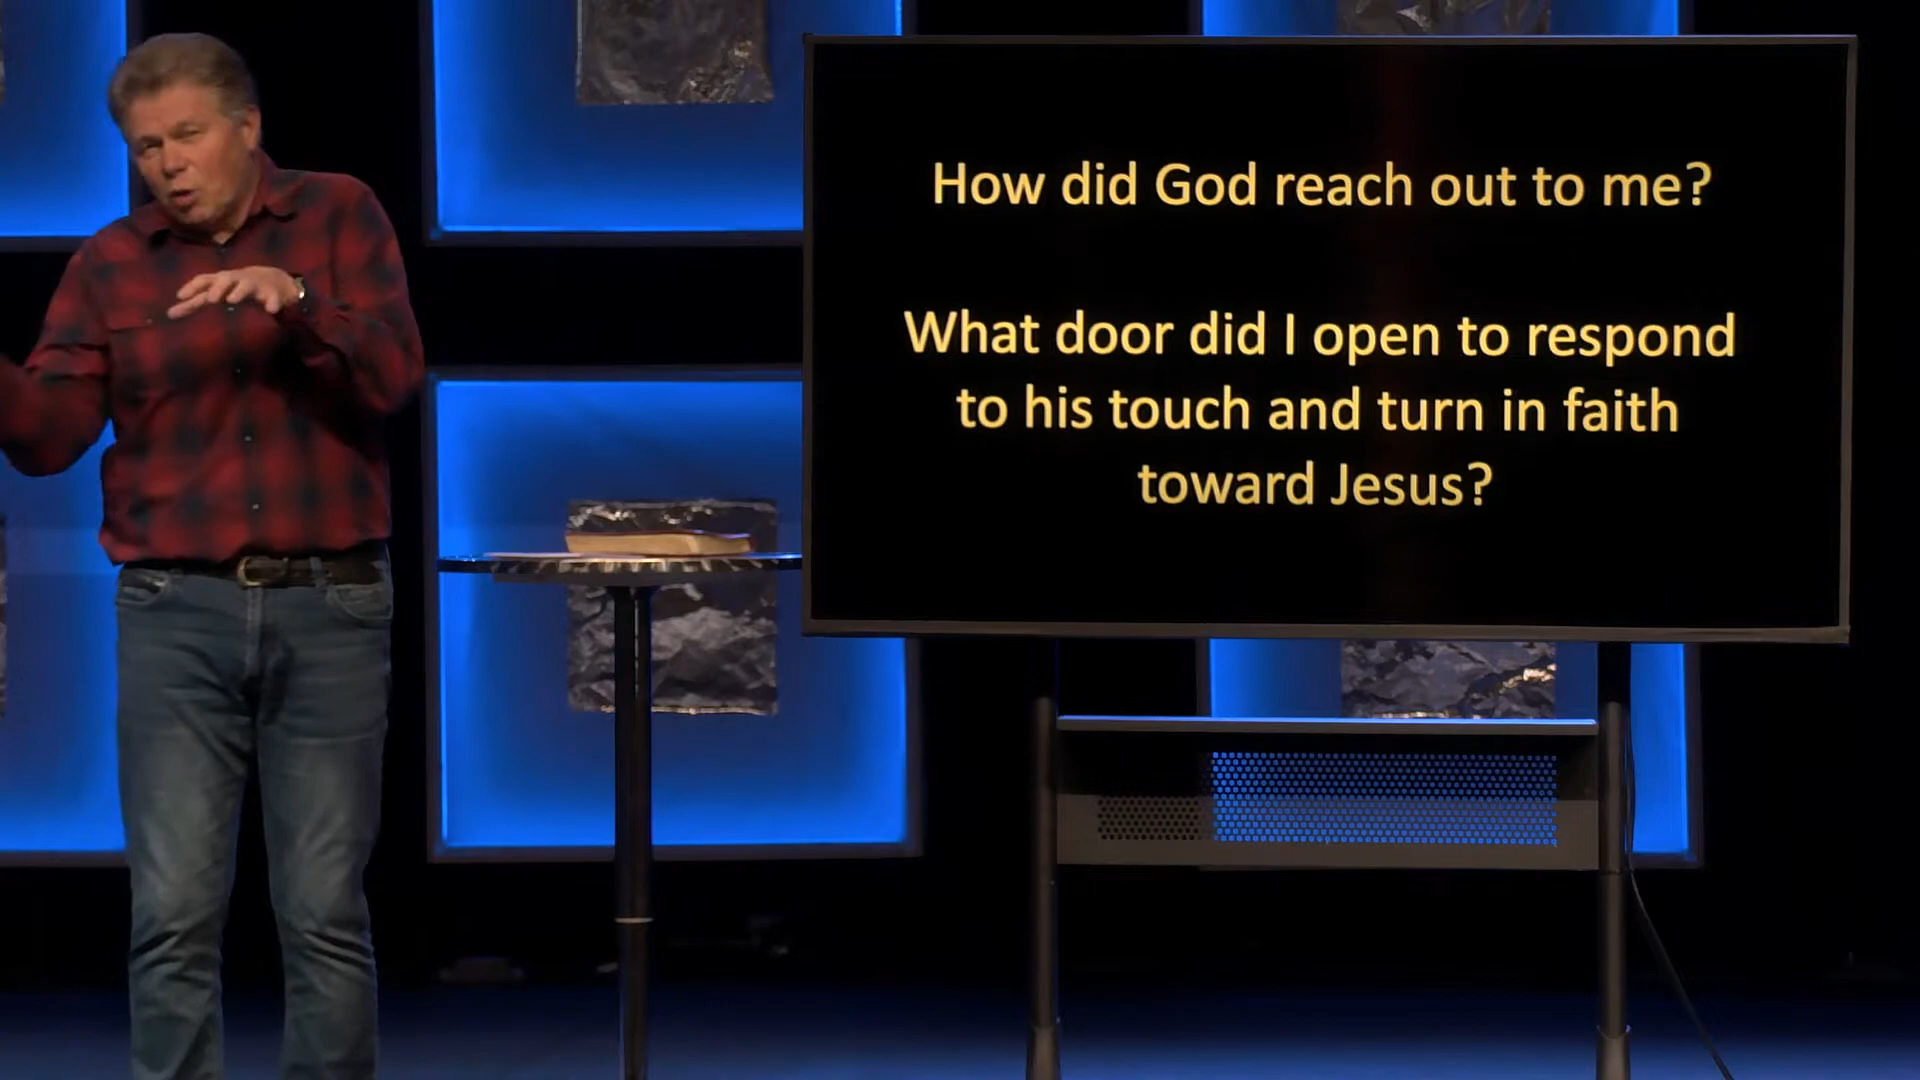 How did God reach out to me?
What door did I open to respond
to his touch and turn in faith
toward Jesus?